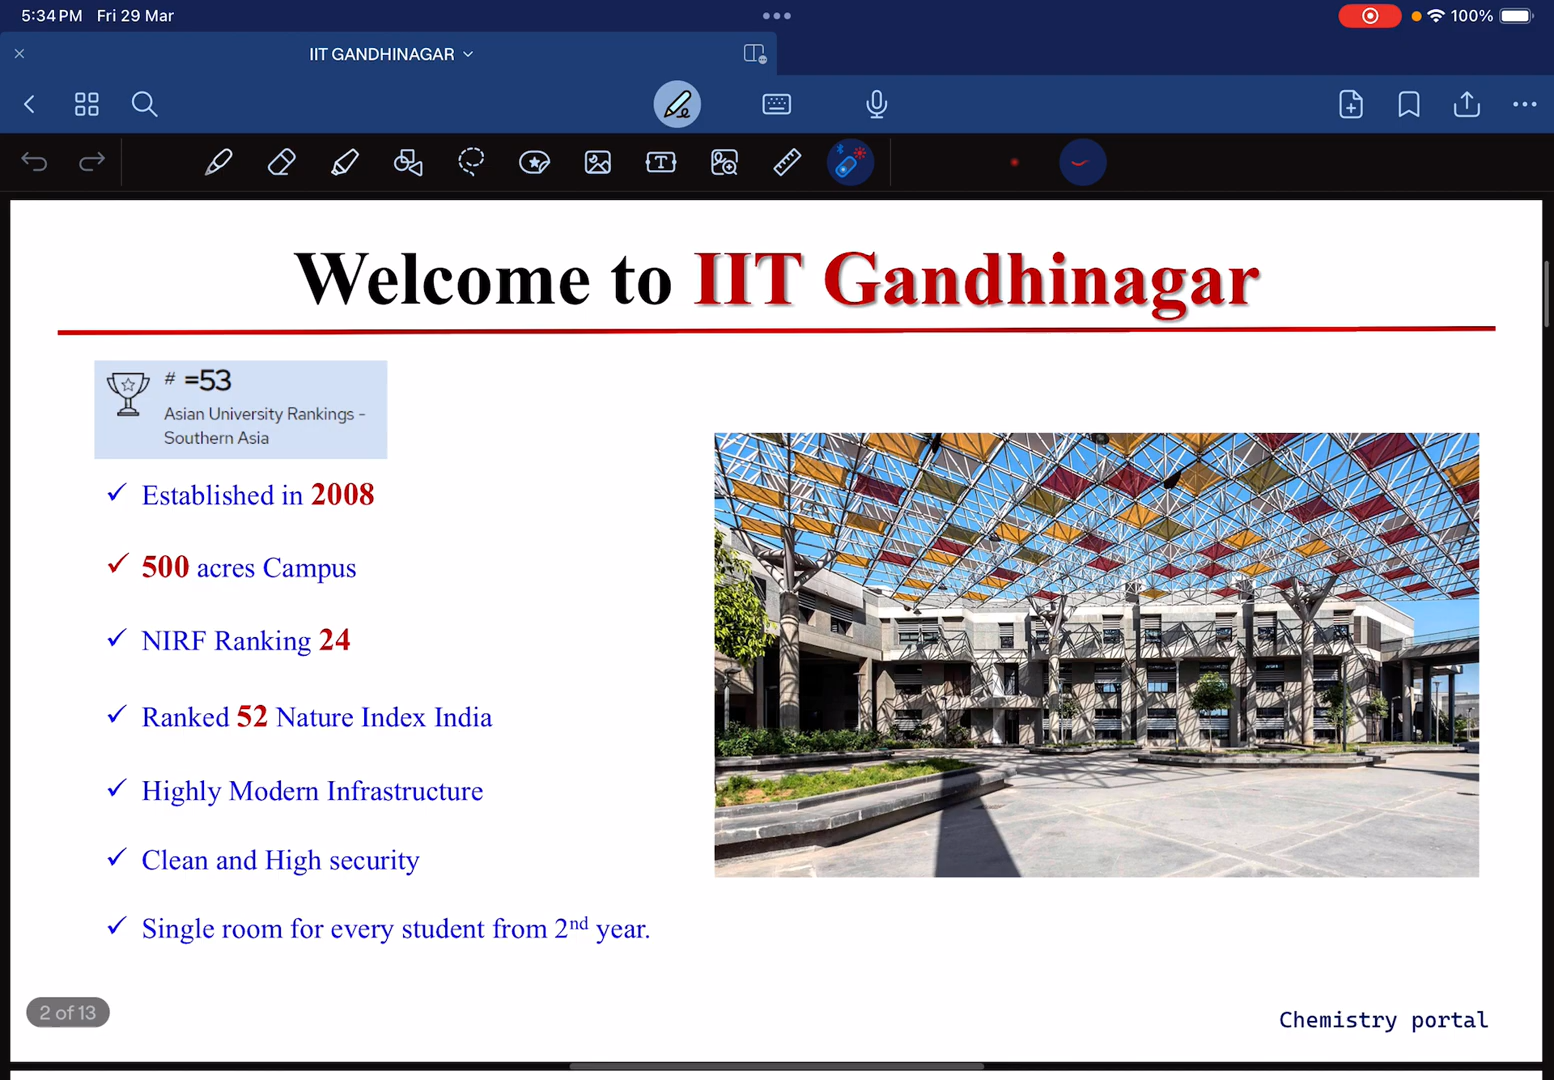 5:34 PM Fri 29 Mar
100%
IIT GANDHINAGAR
Welcome to IIT Gandhinagar
# =53
Asian University Rankings -
Southern Asia
✓ Established in 2008
✓ 500 acres Campus
✓ NIRF Ranking 24
✓ Ranked 52 Nature Index India
✓ Highly Modern Infrastructure
✓ Clean and High security
✓ Single room for every student from 2nd year.
2 of 13
Chemistry portal